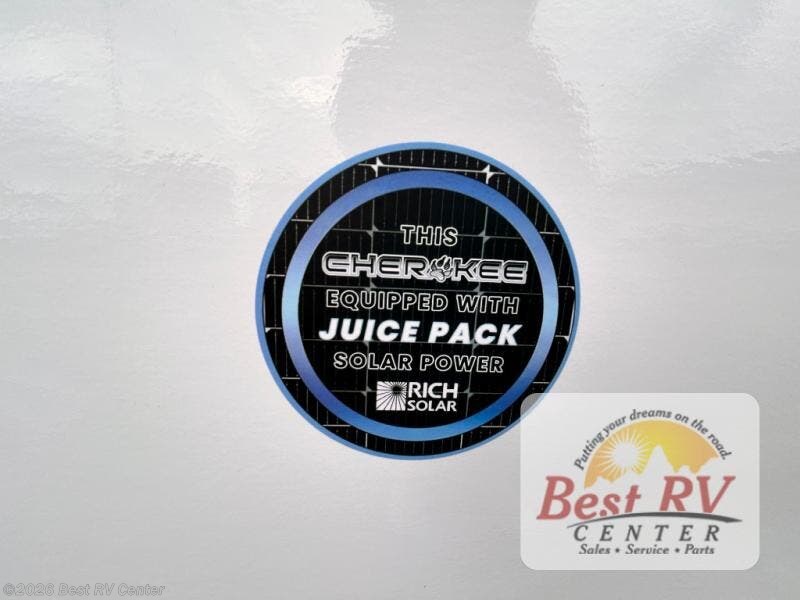 THIS
CHEROKEE
EQUIPPED WITH
JUICE PACK
SOLAR POWER
RICH
SOLAR
Putting your dreams on the road.
Best RV
CENTER
Sales • Service • Parts
©2026 Best RV Center